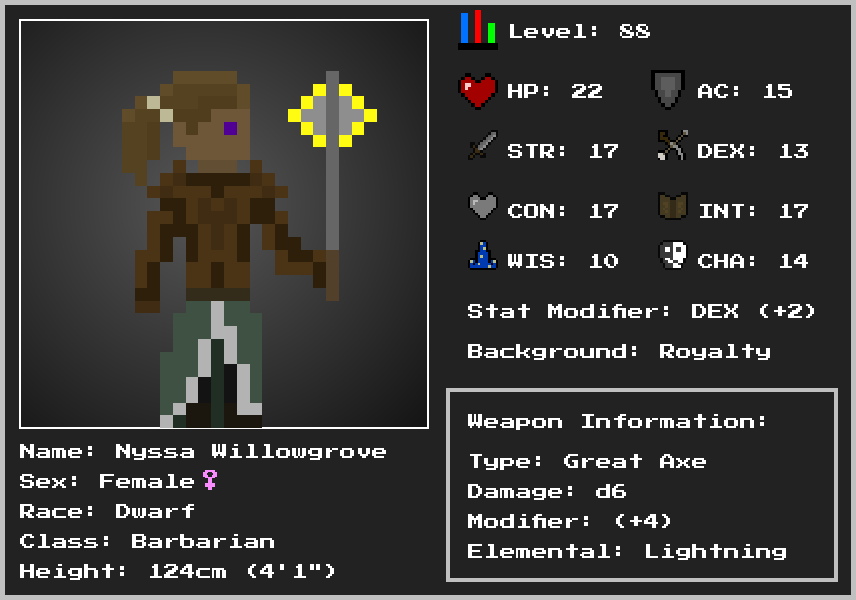 Level: 88
HP: 22
AC: 15
STR: 17
DEX: 13
CON: 17
INT: 17
WIS: 10
CHA: 14
Stat Modifier: DEX (+2)
Background: Royalty
Weapon Information:
Type: Great Axe
Damage: d6
Modifier: (+4)
Elemental: Lightning
Name: Nyssa Willowgrove
Sex: Female♀
Race: Dwarf
Class: Barbarian
Height: 124cm (4'1")